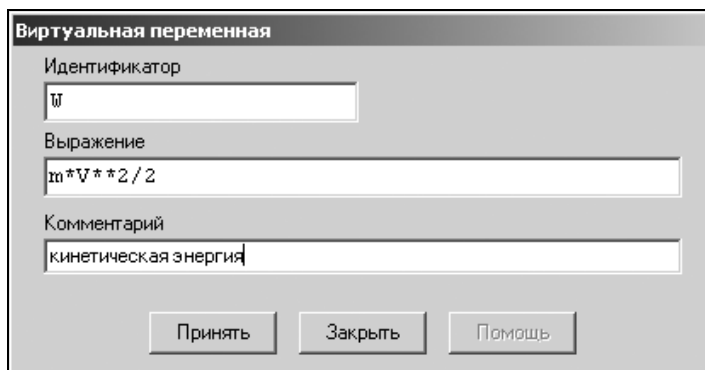 Виртуальная переменная
Идентификатор
W
Выражение
m*V**2/2
Комментарий
кинетическая энергия
Принять Закрыть Помощь